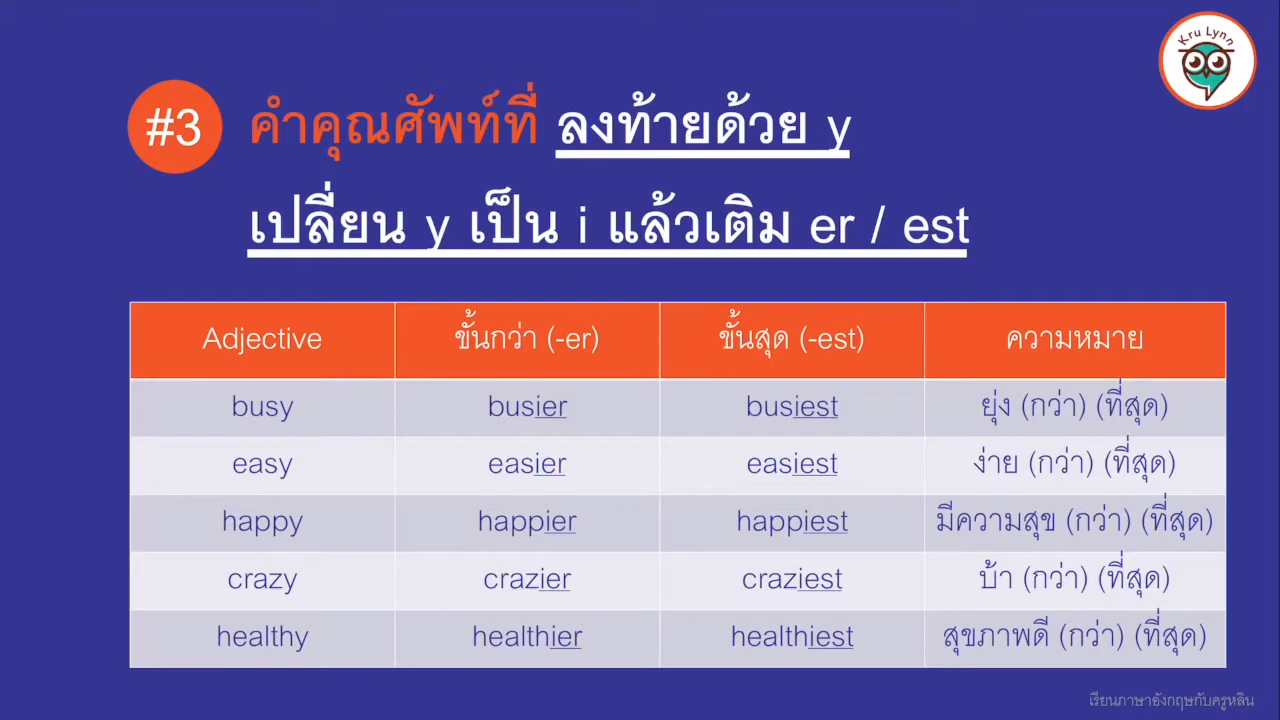 Kru Lynn
#3 คำคุณศัพท์ที่ ลงท้ายด้วย y
เปลี่ยน y เป็น i แล้วเติม er / est
Adjective ขั้นกว่า (-er) ขั้นสุด (-est) ความหมาย
busy busier busiest ยุ่ง (กว่า) (ที่สุด)
easy easier easiest ง่าย (กว่า) (ที่สุด)
happy happier happiest มีความสุข (กว่า) (ที่สุด)
crazy crazier craziest บ้า (กว่า) (ที่สุด)
healthy healthier healthiest สุขภาพดี (กว่า) (ที่สุด)
เรียนภาษาอังกฤษกับครูหลิน